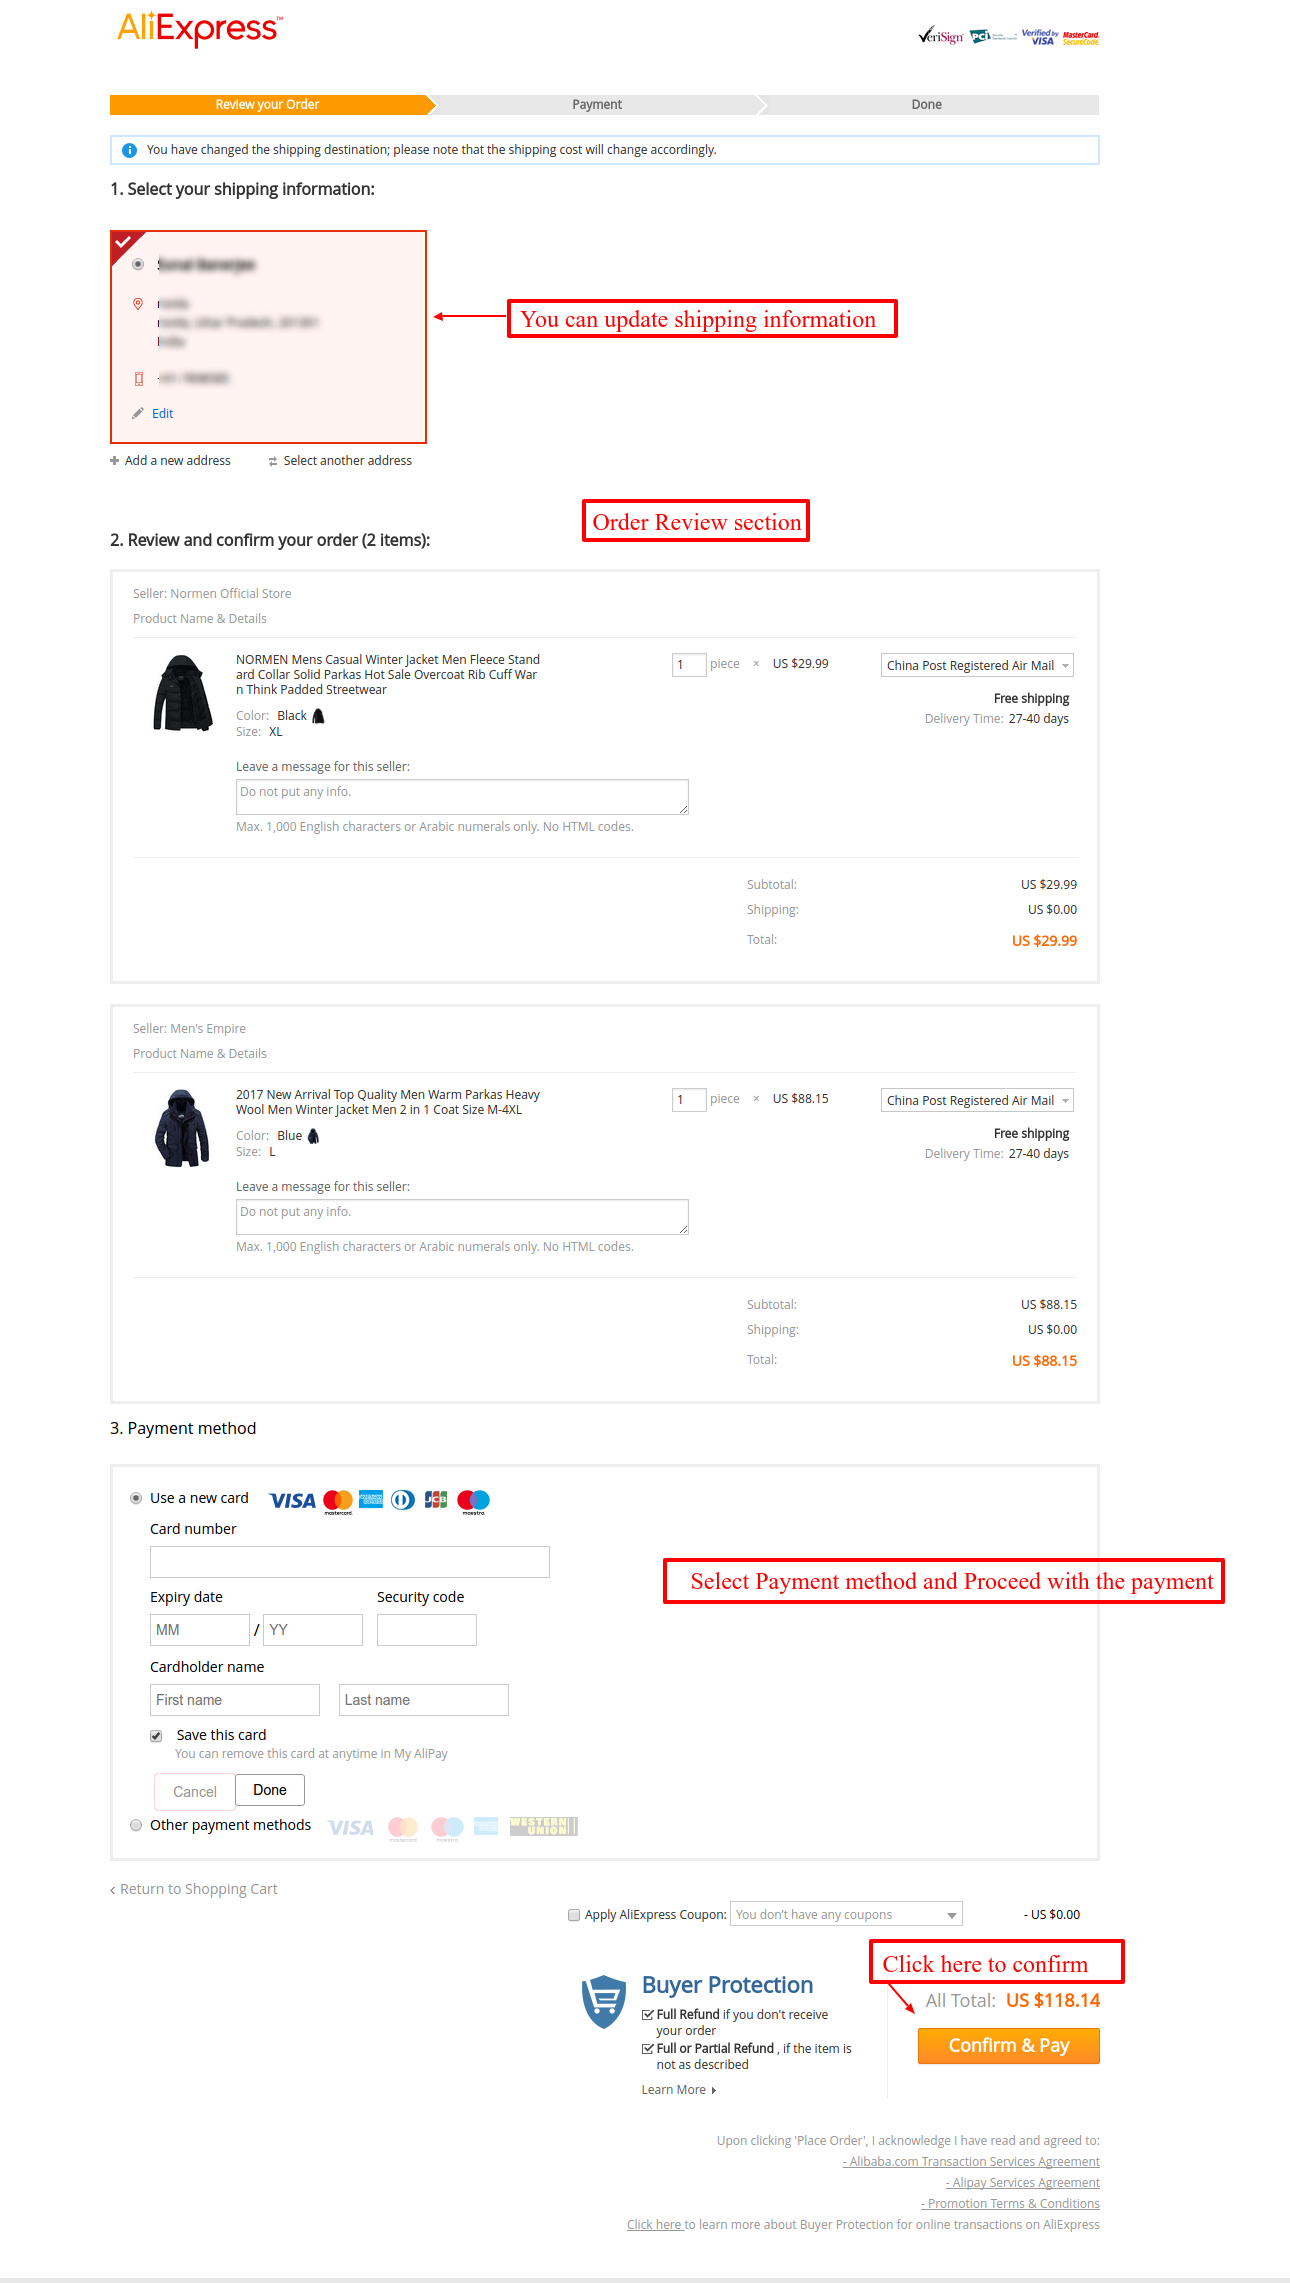 AliExpress™
VeriSign PCI Verified by VISA MasterCard. SecureCode.
Review your Order Payment Done
You have changed the shipping destination; please note that the shipping cost will change accordingly.
1. Select your shipping information:
You can update shipping information
Edit
Add a new address Select another address
Order Review section
2. Review and confirm your order (2 items):
Seller: Normen Official Store
Product Name & Details
NORMEN Mens Casual Winter Jacket Men Fleece Stand
ard Collar Solid Parkas Hot Sale Overcoat Rib Cuff War
n Think Padded Streetwear
1 piece × US $29.99
China Post Registered Air Mail
Free shipping
Delivery Time: 27-40 days
Color: Black
Size: XL
Leave a message for this seller:
Do not put any info.
Max. 1,000 English characters or Arabic numerals only. No HTML codes.
Subtotal: US $29.99
Shipping: US $0.00
Total: US $29.99
Seller: Men's Empire
Product Name & Details
2017 New Arrival Top Quality Men Warm Parkas Heavy
Wool Men Winter Jacket Men 2 in 1 Coat Size M-4XL
1 piece × US $88.15
China Post Registered Air Mail
Free shipping
Delivery Time: 27-40 days
Color: Blue
Size: L
Leave a message for this seller:
Do not put any info.
Max. 1,000 English characters or Arabic numerals only. No HTML codes.
Subtotal: US $88.15
Shipping: US $0.00
Total: US $88.15
3. Payment method
Use a new card VISA mastercard. JCB maestro.
Card number
Select Payment method and Proceed with the payment
Expiry date Security code
MM / YY
Cardholder name
First name Last name
Save this card
You can remove this card at anytime in My AliPay
Cancel Done
Other payment methods VISA mastercard maestro. WESTERN UNION
‹ Return to Shopping Cart
Apply AliExpress Coupon: You don't have any coupons - US $0.00
Click here to confirm
Buyer Protection
Full Refund if you don't receive
your order
Full or Partial Refund , if the item is
not as described
Learn More
All Total: US $118.14
Confirm & Pay
Upon clicking 'Place Order', I acknowledge I have read and agreed to:
- Alibaba.com Transaction Services Agreement
- Alipay Services Agreement
- Promotion Terms & Conditions
Click here to learn more about Buyer Protection for online transactions on AliExpress